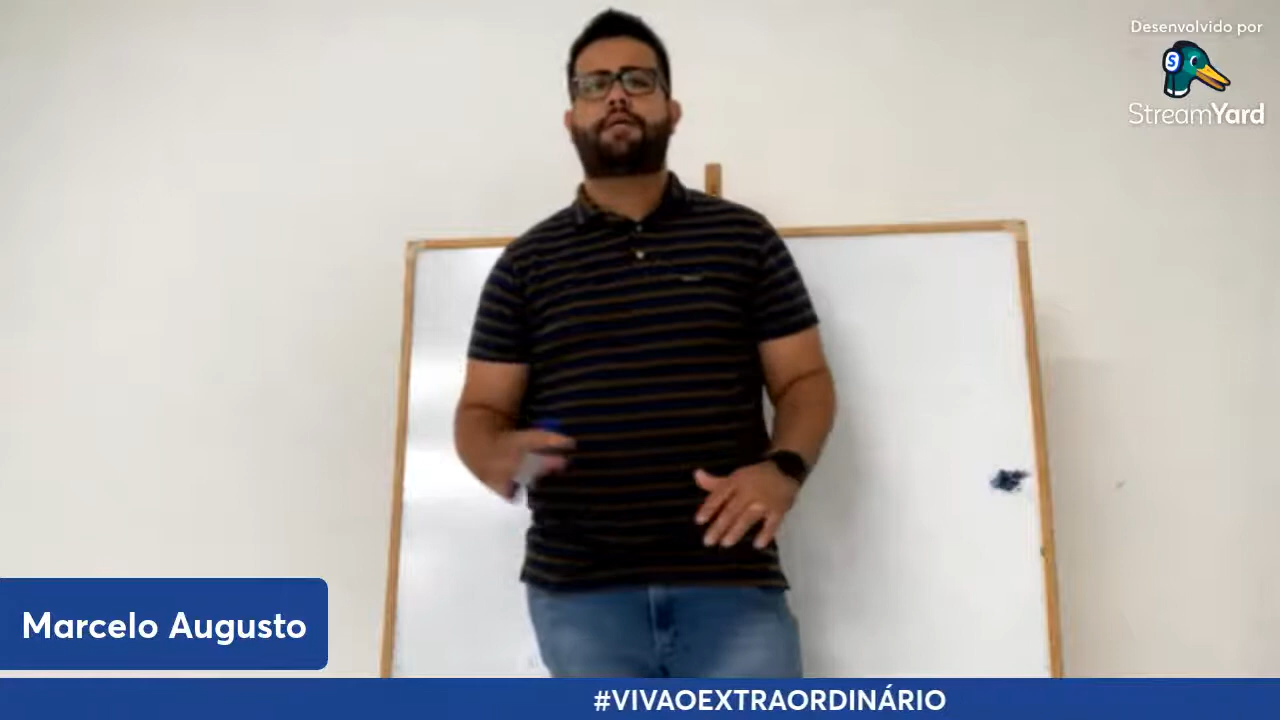 Desenvolvido por
StreamYard
Marcelo Augusto
#VIVAOEXTRAORDINÁRIO